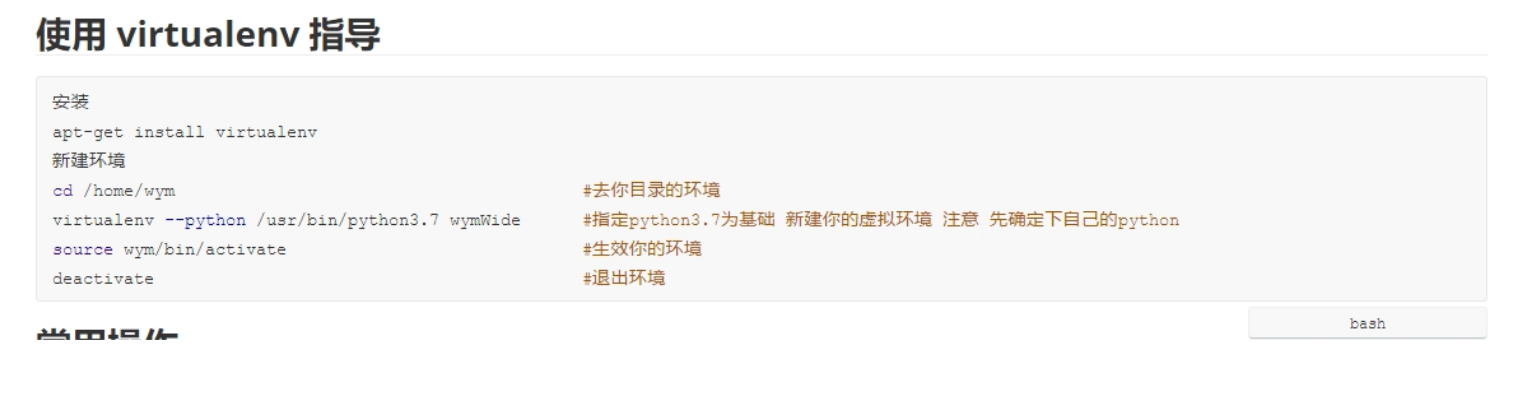 使用 virtualenv 指导
安装
apt-get install virtualenv
新建环境
cd /home/wym #去你目录的环境
virtualenv --python /usr/bin/python3.7 wymWide #指定python3.7为基础 新建你的虚拟环境 注意 先确定下自己的python
source wym/bin/activate #生效你的环境
deactivate #退出环境
bash
常用操作